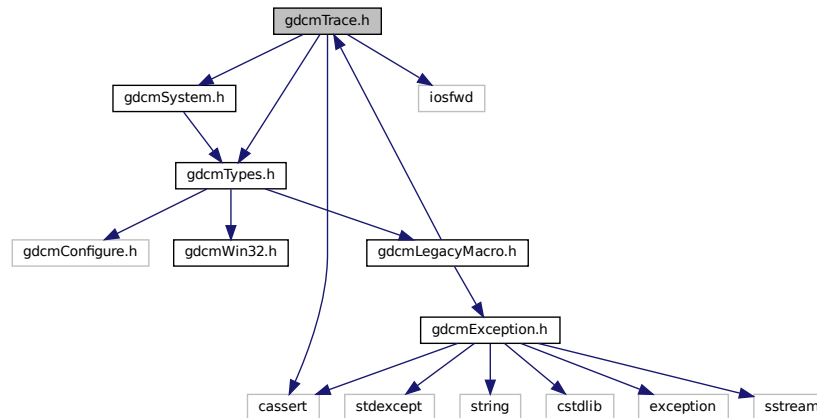 gdcmTrace.h
gdcmSystem.h
iosfwd
gdcmTypes.h
gdcmConfigure.h
gdcmWin32.h
gdcmLegacyMacro.h
gdcmException.h
cassert
stdexcept
string
cstdlib
exception
sstream